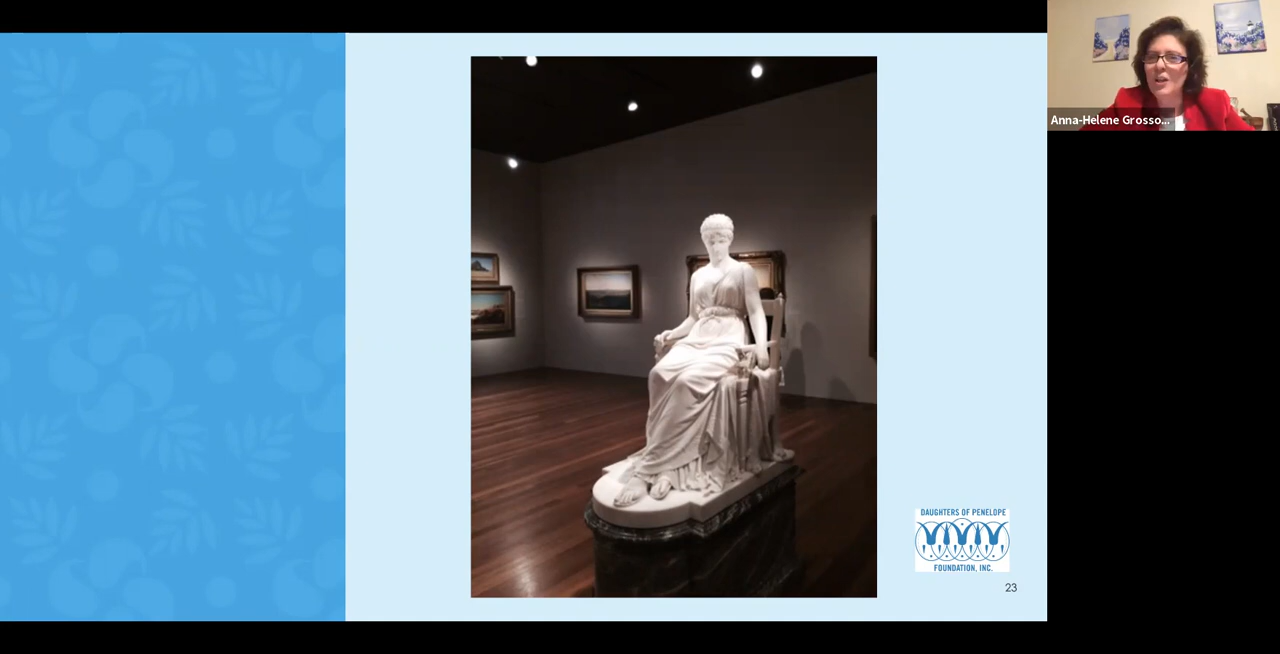 Anna-Helene Grosso...
DAUGHTERS OF PENELOPE
FOUNDATION, INC.
23